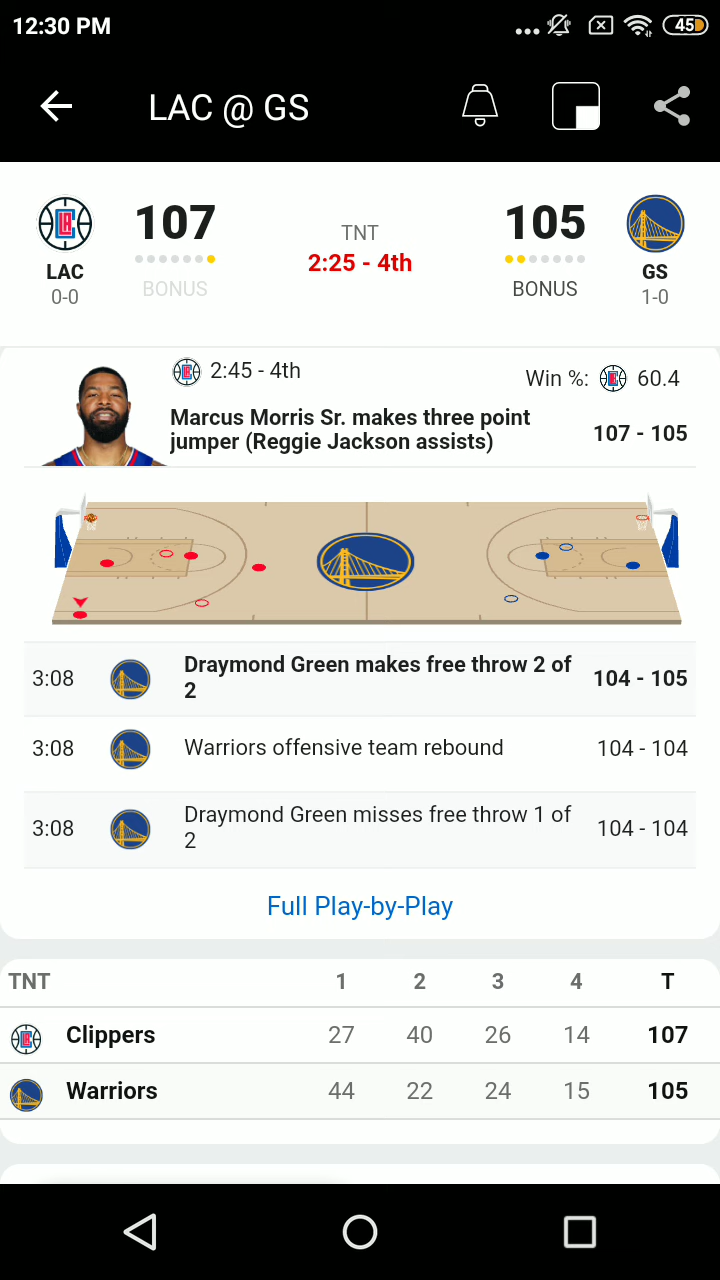 12:30 PM
45
LAC @ GS
107
TNT
105
2:25 - 4th
LAC
GS
0-0
BONUS
BONUS
1-0
2:45 - 4th
Win %: 60.4
Marcus Morris Sr. makes three point
jumper (Reggie Jackson assists)
107 - 105
3:08
Draymond Green makes free throw 2 of
2
104 - 105
3:08
Warriors offensive team rebound
104 - 104
3:08
Draymond Green misses free throw 1 of
2
104 - 104
Full Play-by-Play
TNT 1 2 3 4 T
Clippers 27 40 26 14 107
Warriors 44 22 24 15 105